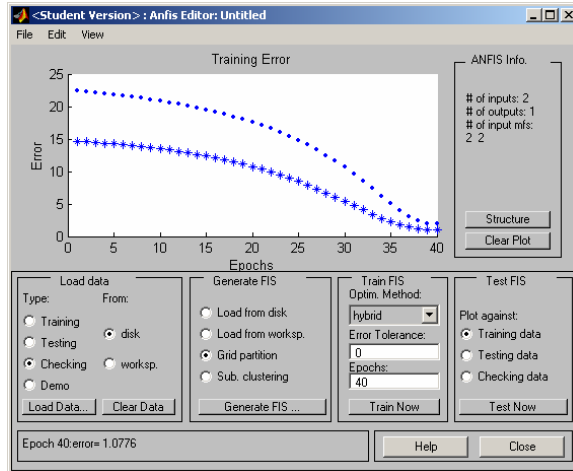 <Student Version> : Anfis Editor: Untitled
File Edit View
Training Error
25
20
15
10
5
0
Error
0 5 10 15 20 25 30 35 40
Epochs
ANFIS Info.
# of inputs: 2
# of outputs: 1
# of input mfs:
2 2
Structure
Clear Plot
Load data
Type: From:
Training
Testing
Checking
Demo
disk
worksp.
Load Data... Clear Data
Generate FIS
Load from disk
Load from worksp.
Grid partition
Sub. clustering
Generate FIS ...
Train FIS
Optim. Method:
hybrid
Error Tolerance:
0
Epochs:
40
Train Now
Test FIS
Plot against:
Training data
Testing data
Checking data
Test Now
Epoch 40:error= 1.0776
Help Close